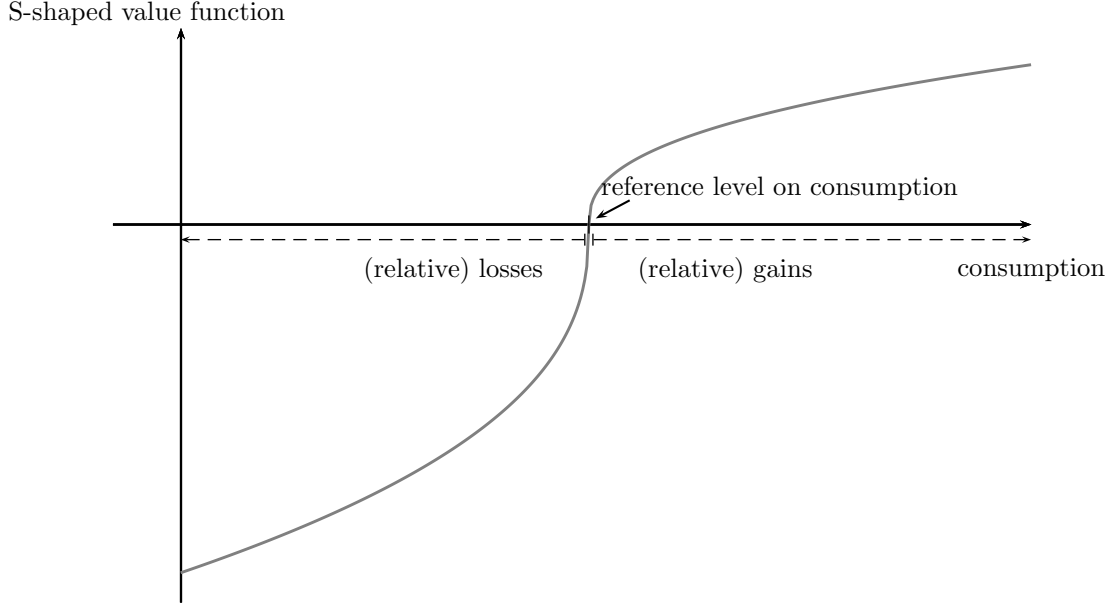 S-shaped value function
reference level on consumption
(relative) losses
(relative) gains
consumption